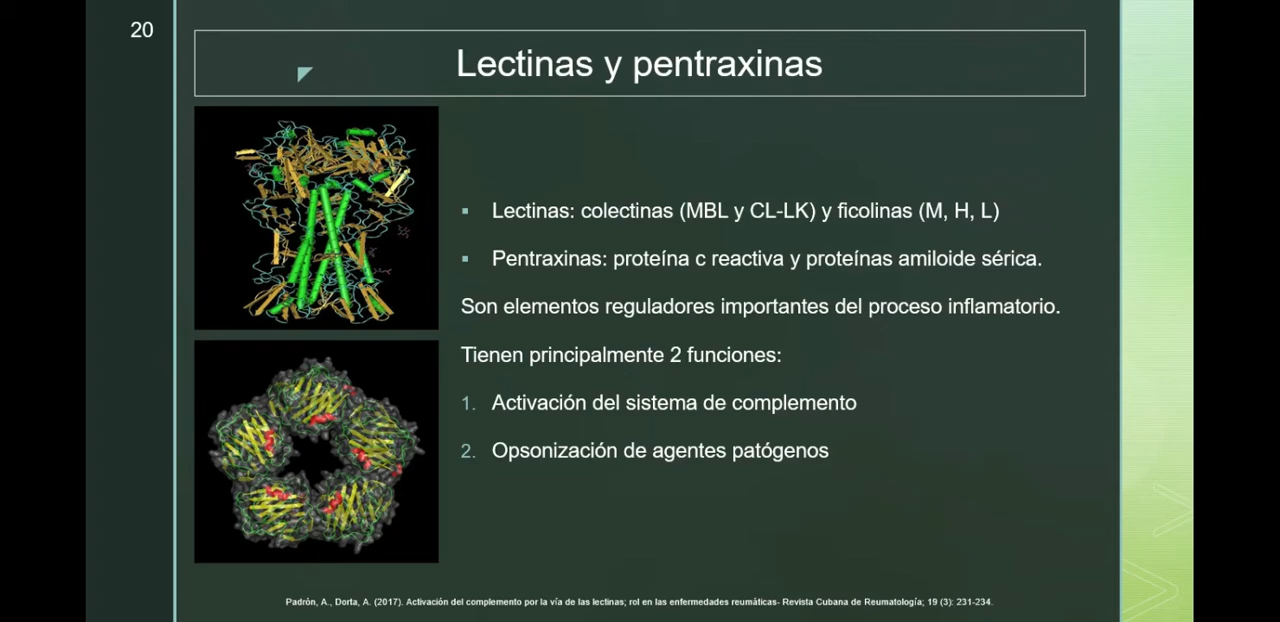 20
Lectinas y pentraxinas
Lectinas: colectinas (MBL y CL-LK) y ficolinas (M, H, L)
Pentraxinas: proteína c reactiva y proteínas amiloide sérica.
Son elementos reguladores importantes del proceso inflamatorio.
Tienen principalmente 2 funciones:
1. Activación del sistema de complemento
2. Opsonización de agentes patógenos
Padrón, A., Dorta, A. (2017). Activación del complemento por la vía de las lectinas; rol en las enfermedades reumáticas- Revista Cubana de Reumatología; 19 (3): 231-234.